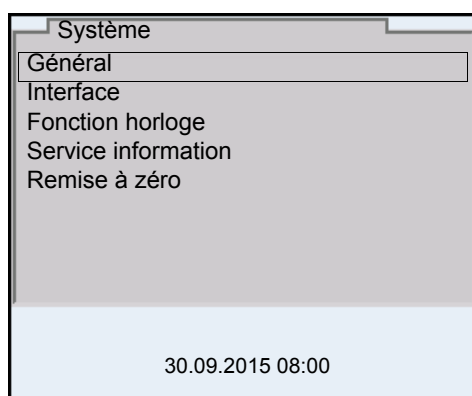 Système
Général
Interface
Fonction horloge
Service information
Remise à zéro
30.09.2015 08:00